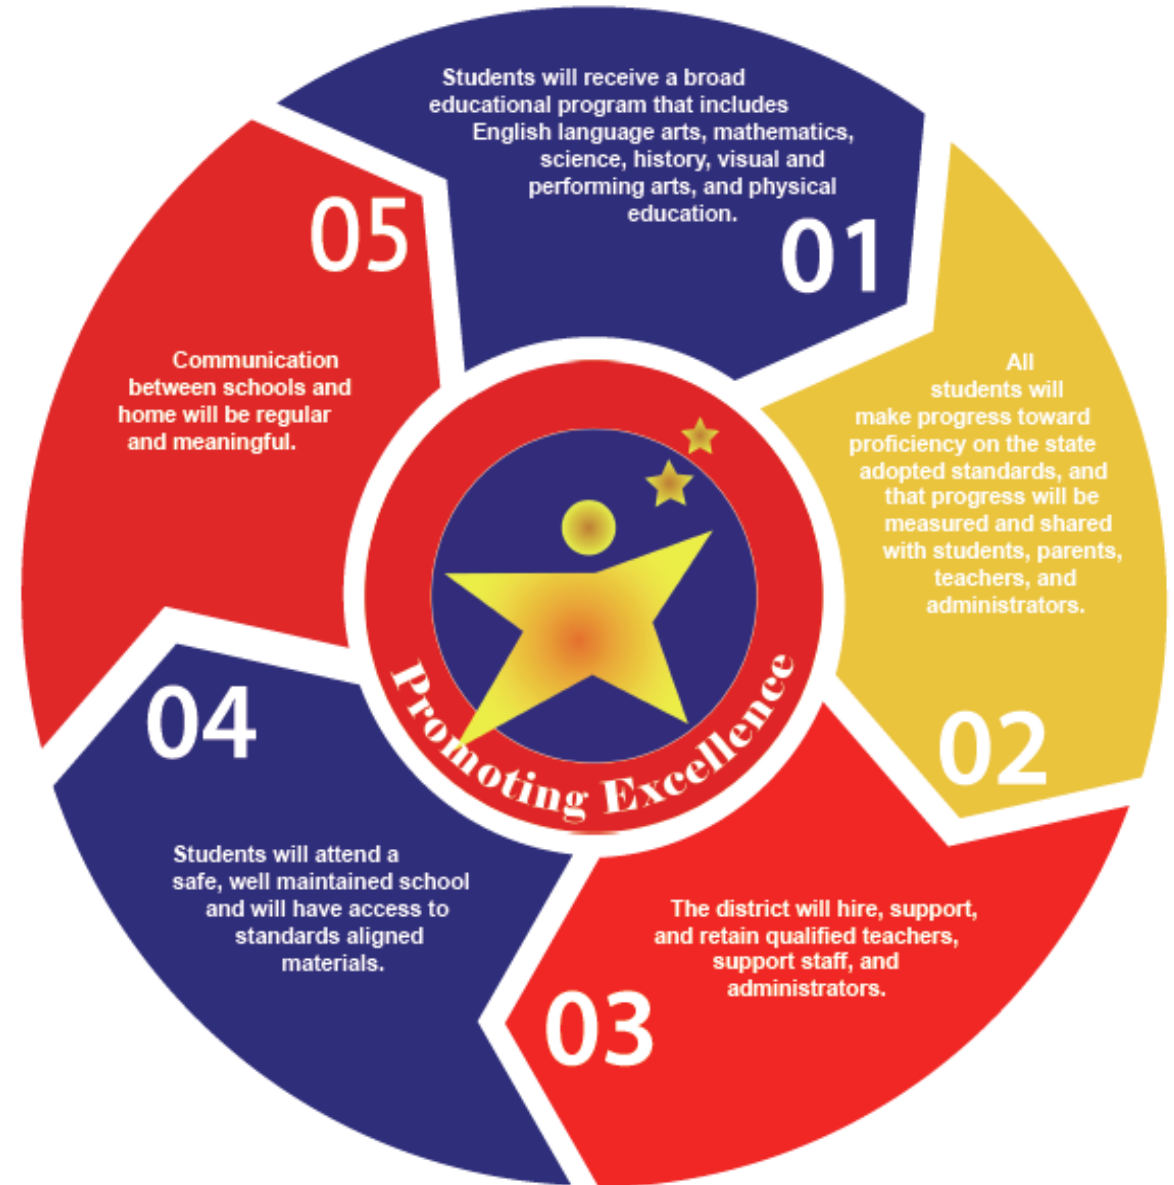 Students will receive a broad
educational program that includes
English language arts, mathematics,
science, history, visual and
performing arts, and physical
education.
01
All
students will
make progress toward
proficiency on the state
adopted standards, and
that progress will be
measured and shared
with students, parents,
teachers, and
administrators.
02
The district will hire, support,
and retain qualified teachers,
support staff, and
administrators.
03
04
Students will attend a
safe, well maintained school
and will have access to
standards aligned
materials.
05
Communication
between schools and
home will be regular
and meaningful.
Promoting Excellence